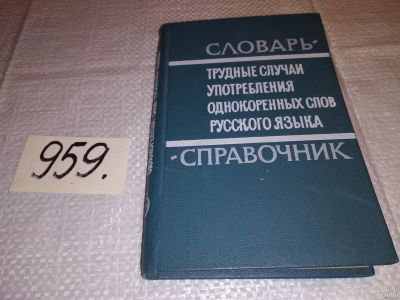 СЛОВАРЬ-
ТРУДНЫЕ СЛУЧАИ
УПОТРЕБЛЕНИЯ
ОДНОКОРЕННЫХ СЛОВ
РУССКОГО ЯЗЫКА
-СПРАВОЧНИК
959.